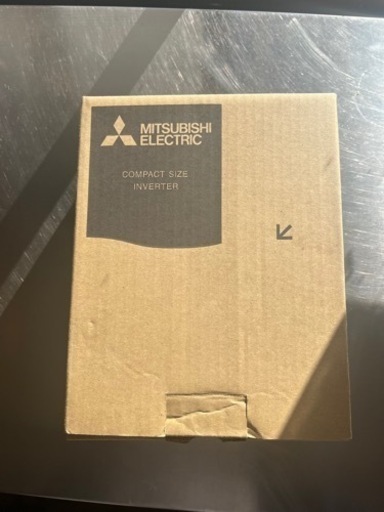 MITSUBISHI
ELECTRIC
COMPACT SIZE
INVERTER